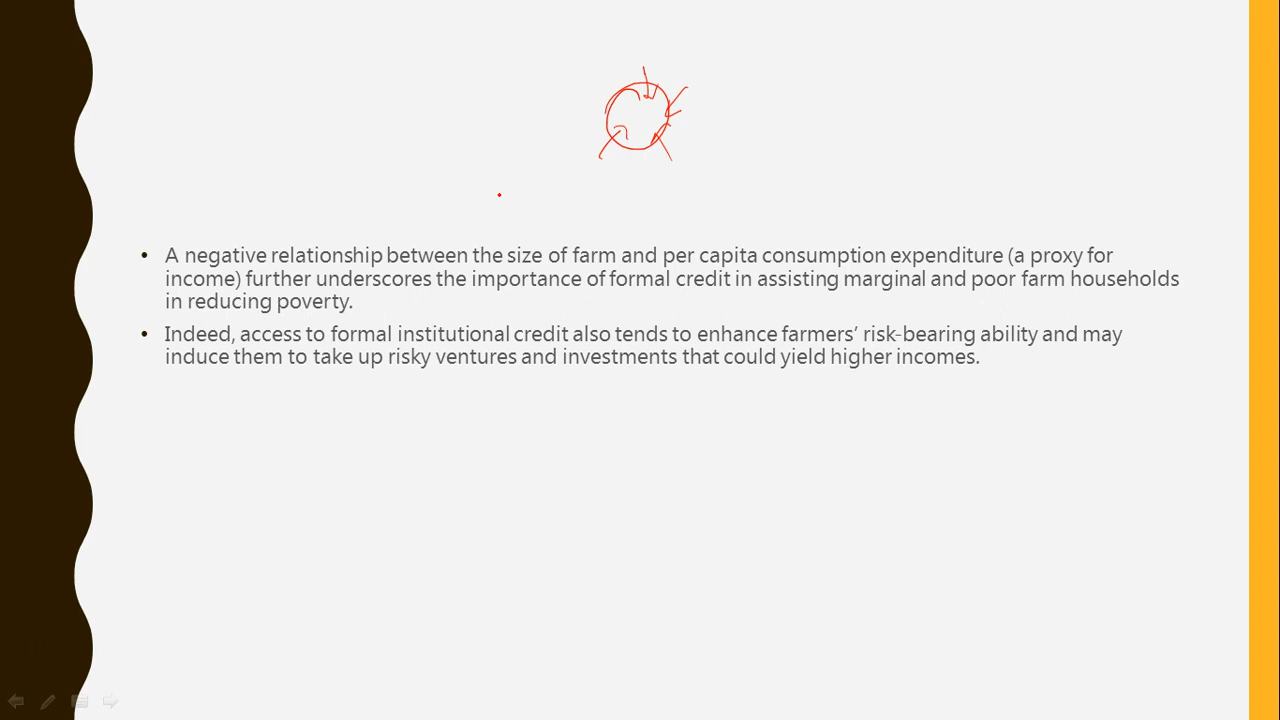 • A negative relationship between the size of farm and per capita consumption expenditure (a proxy for
income) further underscores the importance of formal credit in assisting marginal and poor farm households
in reducing poverty.
• Indeed, access to formal institutional credit also tends to enhance farmers’ risk-bearing ability and may
induce them to take up risky ventures and investments that could yield higher incomes.